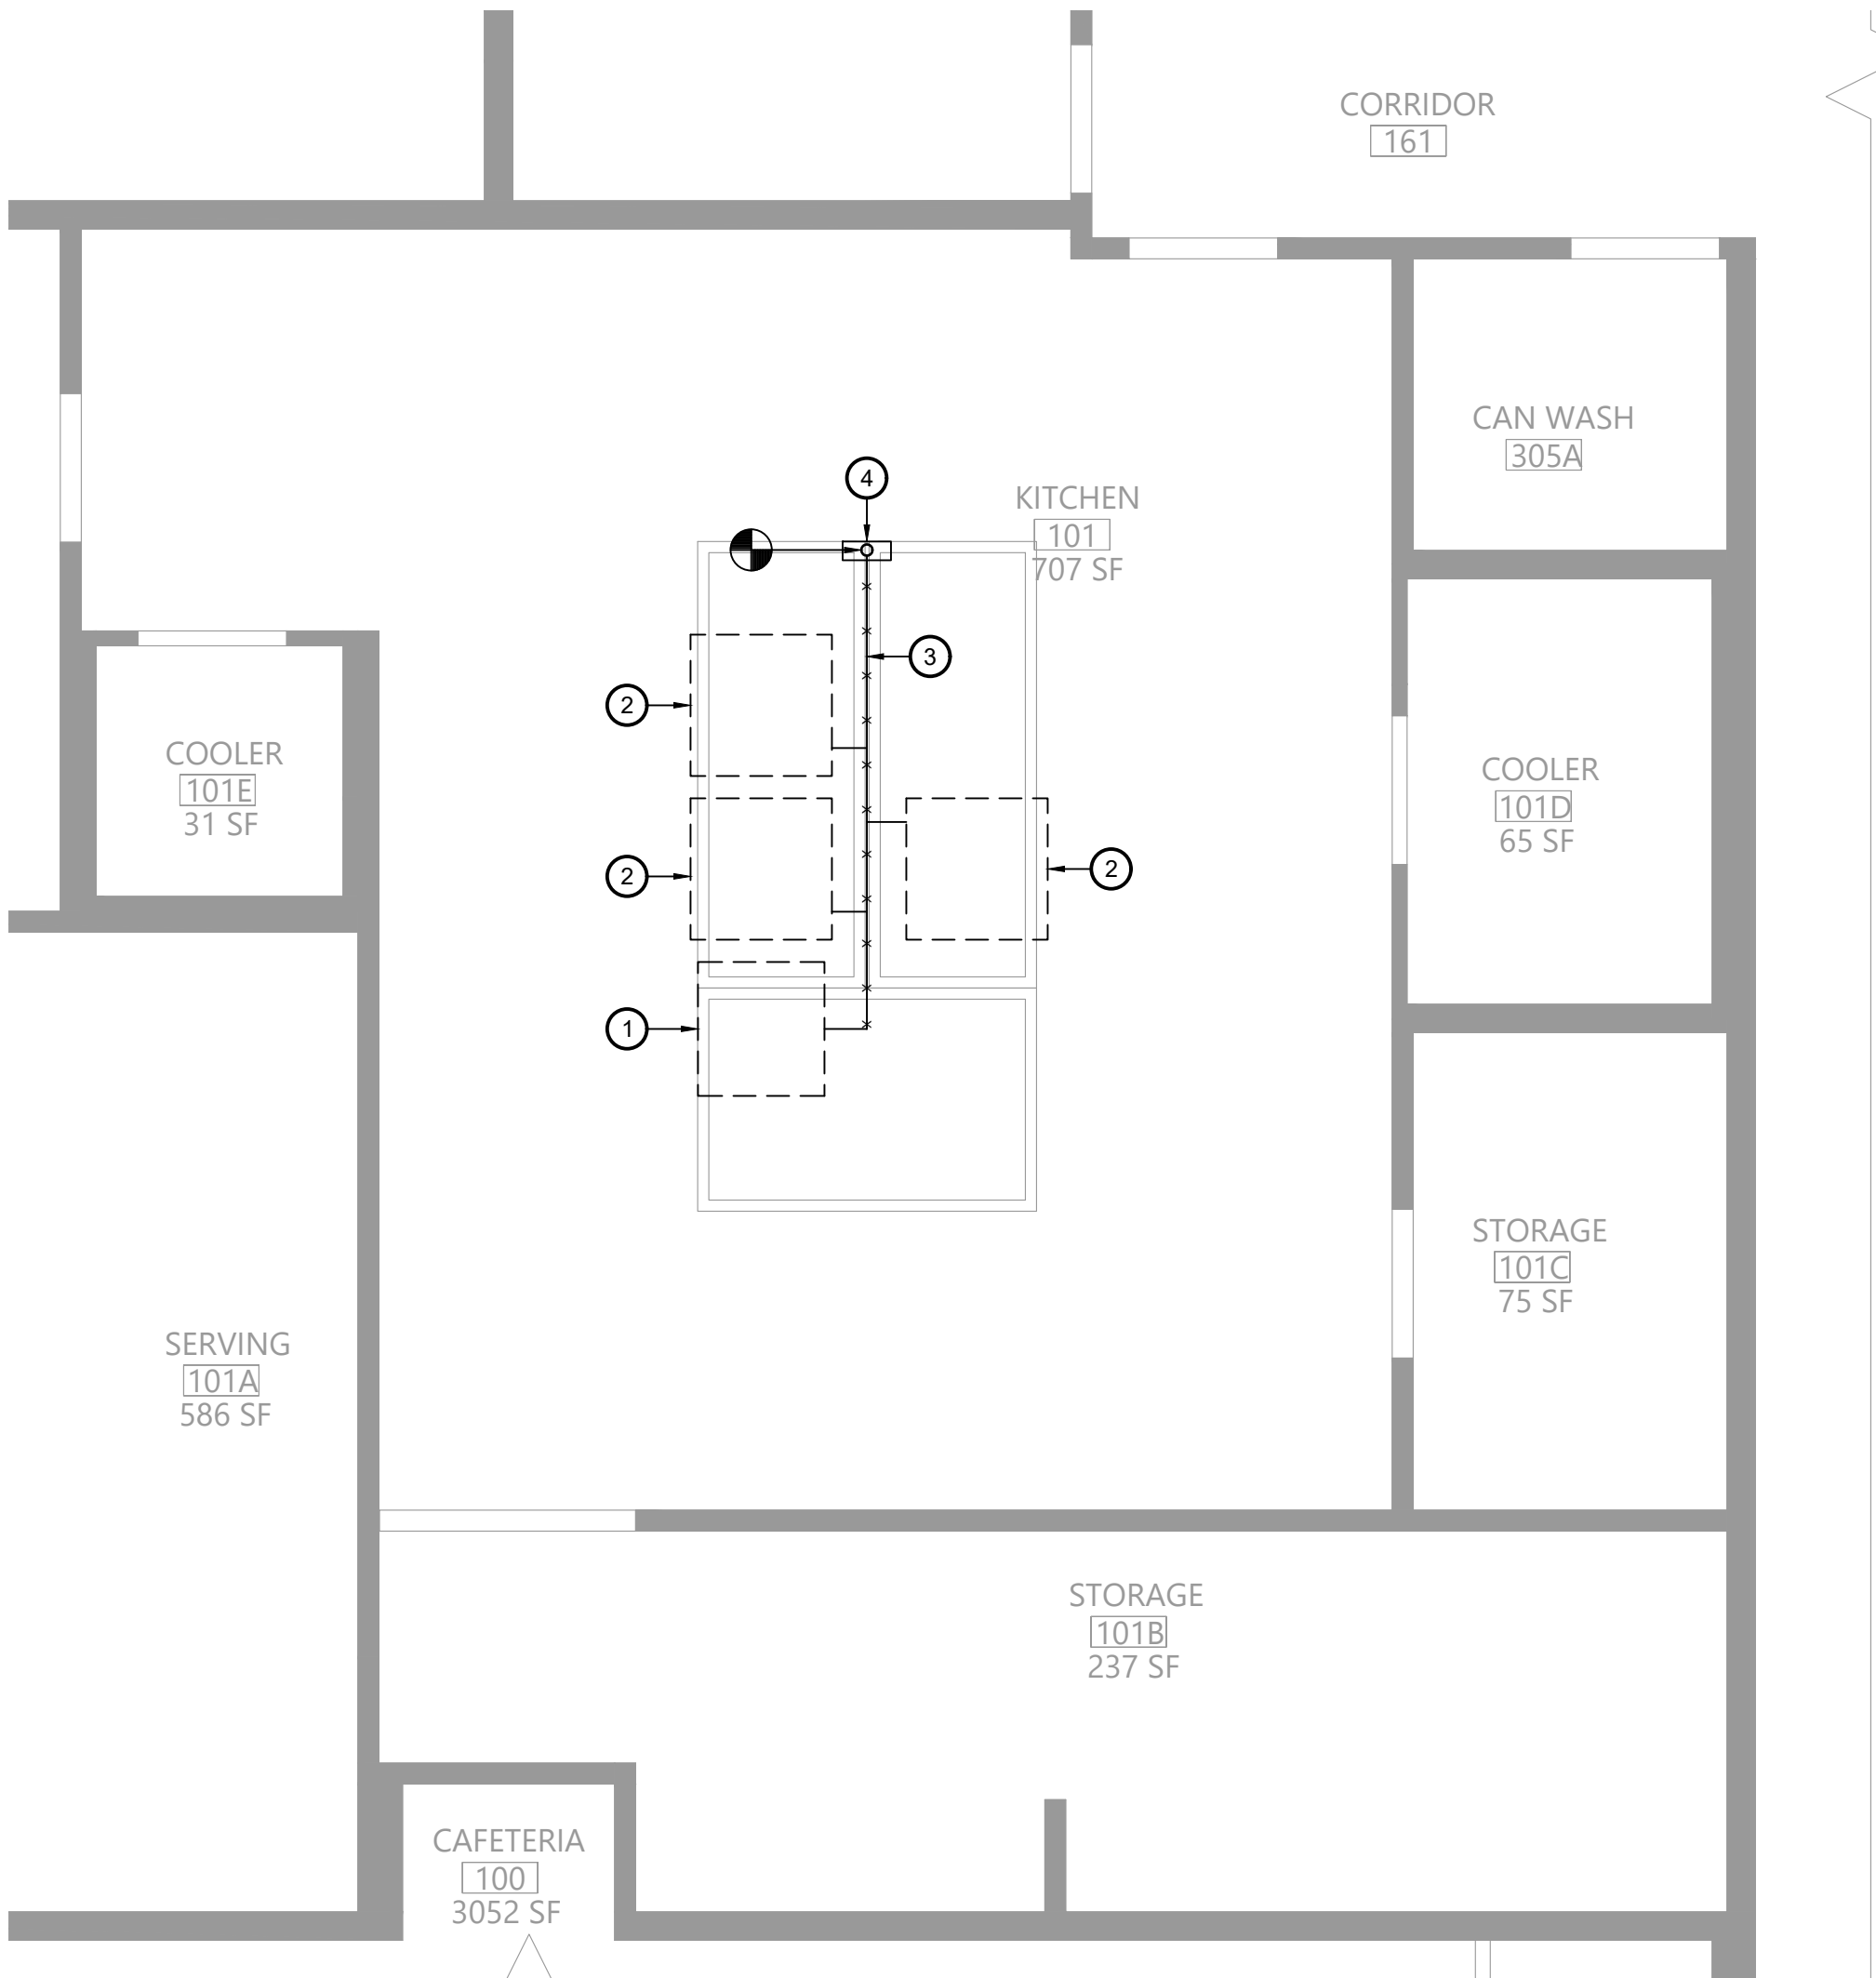 CORRIDOR
161
CAN WASH
305A
4
KITCHEN
101
707 SF
3
2
COOLER
101E
31 SF
COOLER
101D
65 SF
2
2
1
STORAGE
101C
75 SF
SERVING
101A
586 SF
STORAGE
101B
237 SF
CAFETERIA
100
3052 SF